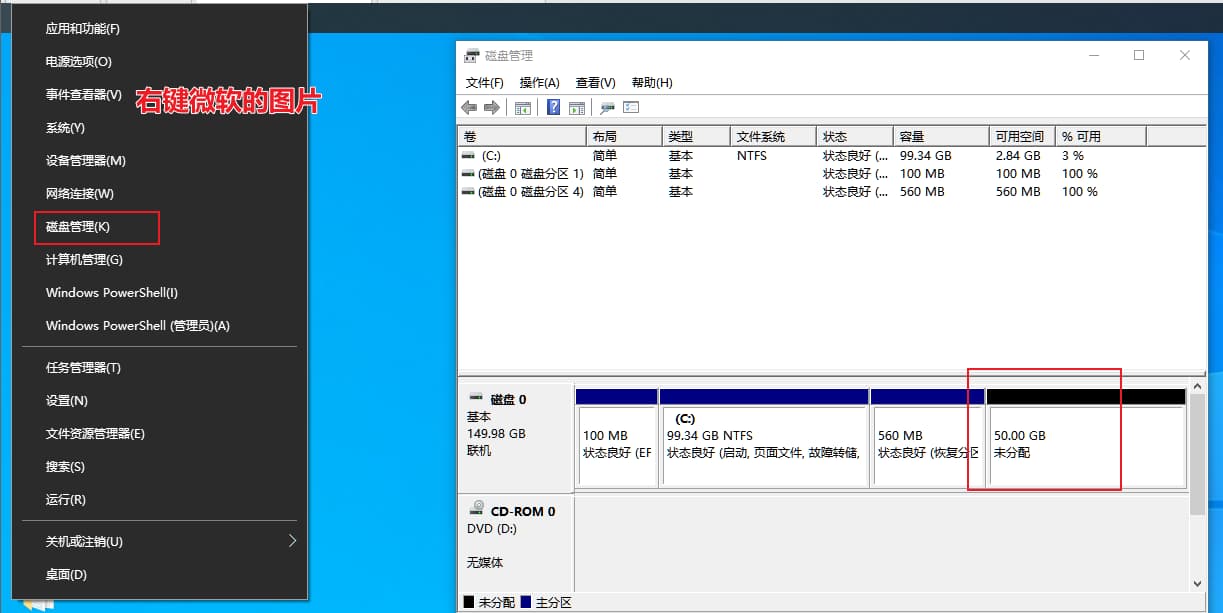 应用和功能(F)
电源选项(O)
事件查看器(V)
右键微软的图片
系统(Y)
设备管理器(M)
网络连接(W)
磁盘管理(K)
计算机管理(G)
Windows PowerShell(I)
Windows PowerShell (管理员)(A)
任务管理器(T)
设置(N)
文件资源管理器(E)
搜索(S)
运行(R)
关机或注销(U)
桌面(D)
磁盘管理
文件(F) 操作(A) 查看(V) 帮助(H)
卷 布局 类型 文件系统 状态 容量 可用空间 % 可用
(C:) 简单 基本 NTFS 状态良好 (... 99.34 GB 2.84 GB 3 %
(磁盘 0 磁盘分区 1) 简单 基本 状态良好 (... 100 MB 100 MB 100 %
(磁盘 0 磁盘分区 4) 简单 基本 状态良好 (... 560 MB 560 MB 100 %
磁盘 0
基本
149.98 GB
联机
100 MB
状态良好 (EF
(C:)
99.34 GB NTFS
状态良好 (启动, 页面文件, 故障转储,
560 MB
状态良好 (恢复分区
50.00 GB
未分配
CD-ROM 0
DVD (D:)
无媒体
未分配 主分区